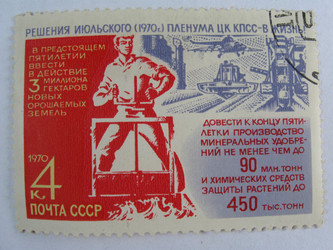 РЕШЕНИЯ ИЮЛЬСКОГО (1970г.) ПЛЕНУМА ЦК КПСС-В ЖИЗНЬ!
В ПРЕДСТОЯЩЕМ
ПЯТИЛЕТИИ
ВВЕСТИ
В ДЕЙСТВИЕ
3 МИЛЛИОНА
ГЕКТАРОВ
НОВЫХ
ОРОШАЕМЫХ
ЗЕМЕЛЬ
1970
4 К.
ПОЧТА СССР
ДОВЕСТИ К КОНЦУ ПЯТИ-
ЛЕТКИ ПРОИЗВОДСТВО
МИНЕРАЛЬНЫХ УДОБРЕ-
НИЙ НЕ МЕНЕЕ ЧЕМ ДО
90 МЛН.ТОНН
И ХИМИЧЕСКИХ СРЕДСТВ
ЗАЩИТЫ РАСТЕНИЙ ДО
450 ТЫС.ТОНН